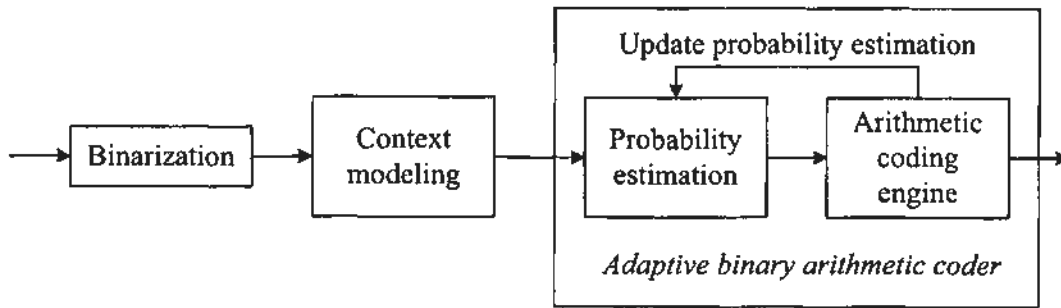 Update probability estimation
Binarization
Context
modeling
Probability
estimation
Arithmetic
coding
engine
Adaptive binary arithmetic coder